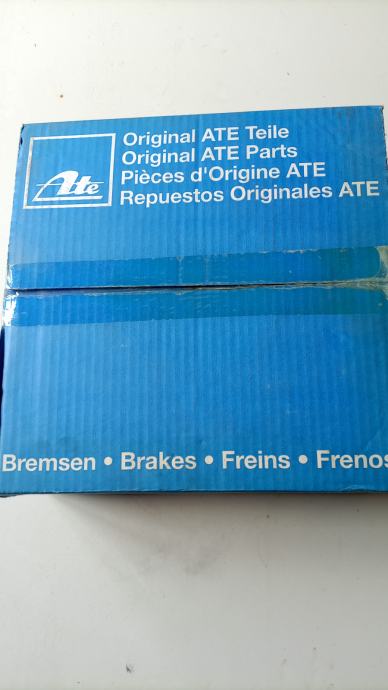 Ate
Original ATE Teile
Original ATE Parts
Pièces d'Origine ATE
Repuestos Originales ATE
Bremsen • Brakes • Freins • Frenos